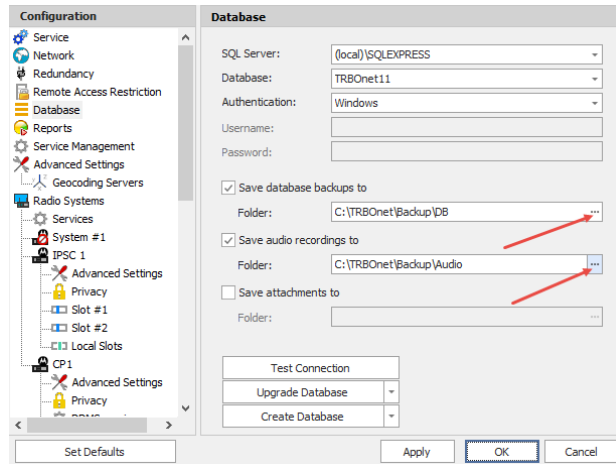 Configuration
Service
Network
Redundancy
Remote Access Restriction
Database
Reports
Service Management
Advanced Settings
Geocoding Servers
Radio Systems
Services
System #1
IPSC 1
Advanced Settings
Privacy
Slot #1
Slot #2
Local Slots
CP1
Advanced Settings
Privacy
Set Defaults
Database
SQL Server: (local)\SQLEXPRESS
Database: TRBOnet11
Authentication: Windows
Username:
Password:
Save database backups to
Folder: C:\TRBOnet\Backup\DB ...
Save audio recordings to
Folder: C:\TRBOnet\Backup\Audio ...
Save attachments to
Folder: ...
Test Connection
Upgrade Database
Create Database
Apply OK Cancel